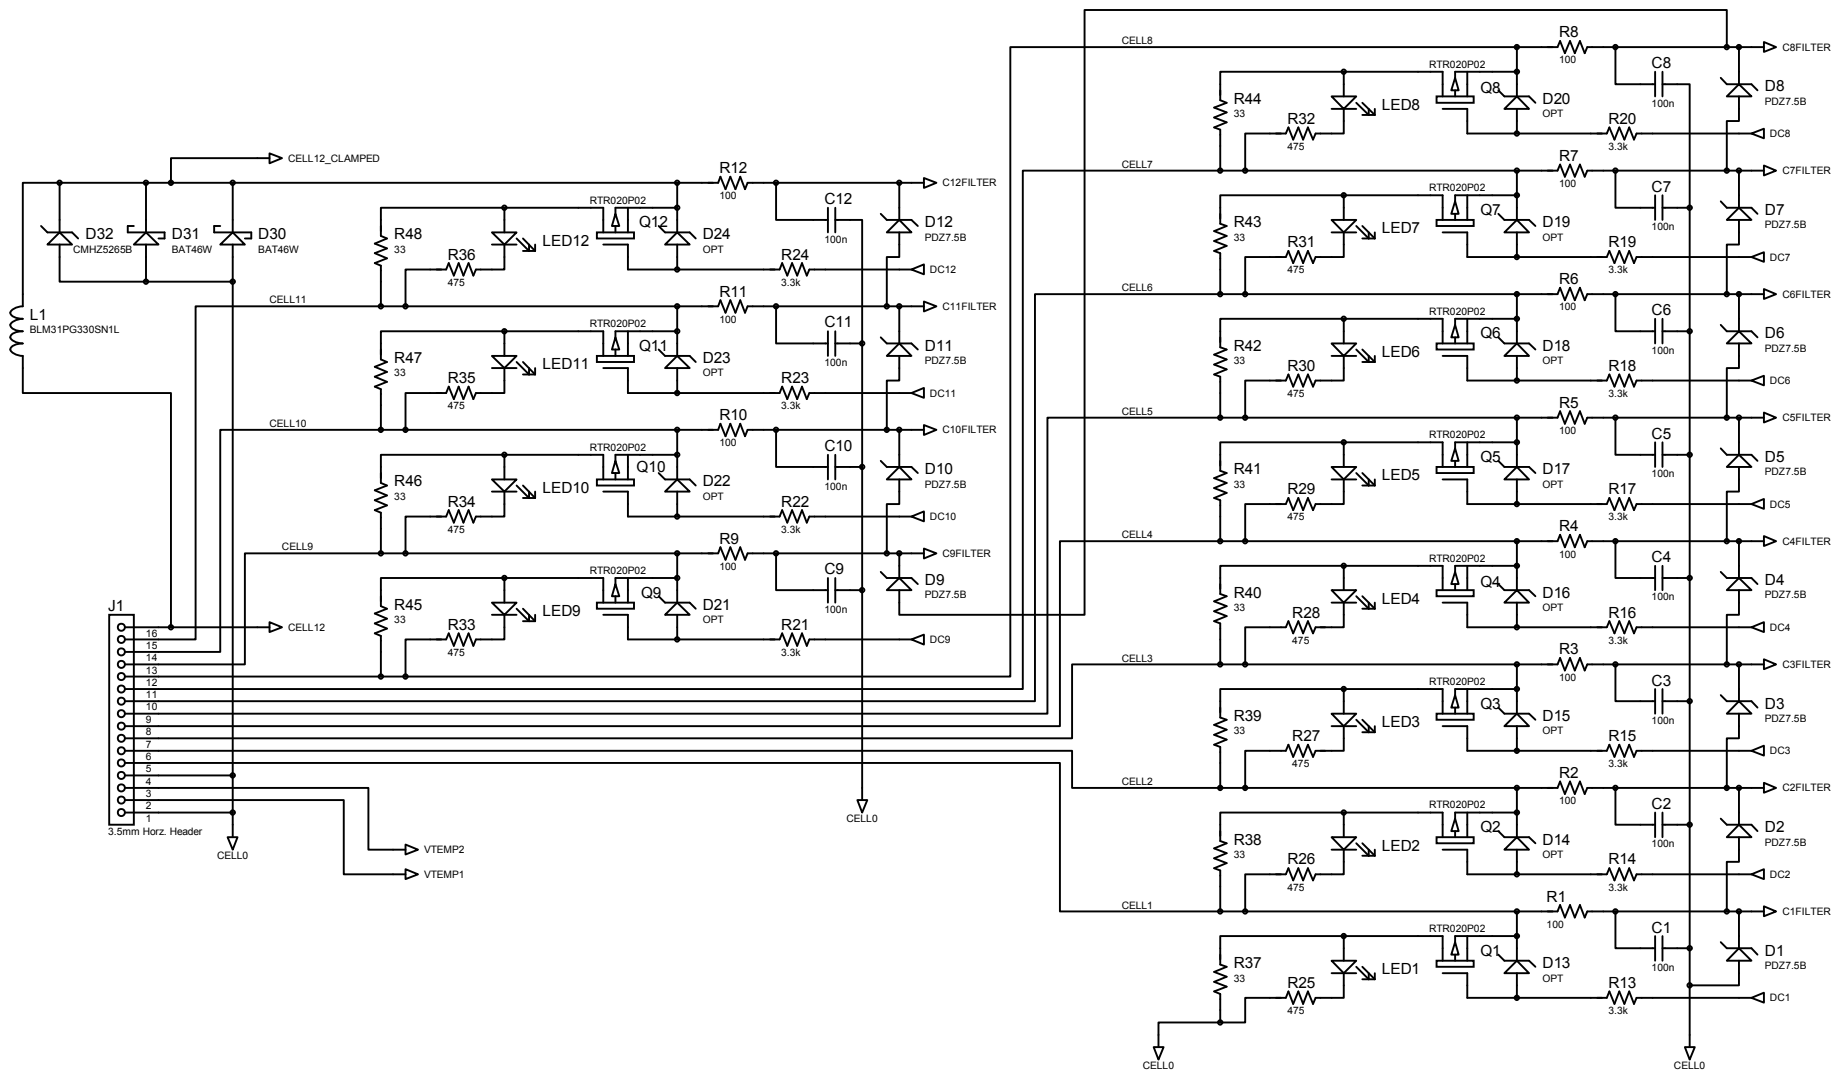 CELL8
R8
100
C8FILTER
RTR020P02
R44
33
LED8
Q8
D20
OPT
C8
100n
D8
PDZ7.5B
R32
475
R20
3.3k
DC8
CELL7
R7
100
C7FILTER
RTR020P02
R43
33
LED7
Q7
D19
OPT
C7
100n
D7
PDZ7.5B
R31
475
R19
3.3k
DC7
CELL6
R6
100
C6FILTER
RTR020P02
R42
33
LED6
Q6
D18
OPT
C6
100n
D6
PDZ7.5B
R30
475
R18
3.3k
DC6
CELL5
R5
100
C5FILTER
RTR020P02
R41
33
LED5
Q5
D17
OPT
C5
100n
D5
PDZ7.5B
R29
475
R17
3.3k
DC5
CELL4
R4
100
C4FILTER
RTR020P02
R40
33
LED4
Q4
D16
OPT
C4
100n
D4
PDZ7.5B
R28
475
R16
3.3k
DC4
CELL3
R3
100
C3FILTER
RTR020P02
R39
33
LED3
Q3
D15
OPT
C3
100n
D3
PDZ7.5B
R27
475
R15
3.3k
DC3
CELL2
R2
100
C2FILTER
RTR020P02
R38
33
LED2
Q2
D14
OPT
C2
100n
D2
PDZ7.5B
R26
475
R14
3.3k
DC2
CELL1
R1
100
C1FILTER
RTR020P02
R37
33
LED1
Q1
D13
OPT
C1
100n
D1
PDZ7.5B
R25
475
R13
3.3k
DC1
CELL0
CELL0
CELL12_CLAMPED
R12
100
C12FILTER
D32
CMHZ5265B
D31
BAT46W
D30
BAT46W
RTR020P02
R48
33
LED12
Q12
D24
OPT
C12
100n
D12
PDZ7.5B
R36
475
R24
3.3k
DC12
L1
BLM31PG330SN1L
CELL11
R11
100
C11FILTER
RTR020P02
R47
33
LED11
Q11
D23
OPT
C11
100n
D11
PDZ7.5B
R35
475
R23
3.3k
DC11
CELL10
R10
100
C10FILTER
RTR020P02
R46
33
LED10
Q10
D22
OPT
C10
100n
D10
PDZ7.5B
R34
475
R22
3.3k
DC10
CELL9
R9
100
C9FILTER
RTR020P02
R45
33
LED9
Q9
D21
OPT
C9
100n
D9
PDZ7.5B
R33
475
R21
3.3k
DC9
J1
CELL12
16
15
14
13
12
11
10
9
8
7
6
5
4
3
2
1
3.5mm Horz. Header
CELL0
CELL0
VTEMP2
VTEMP1